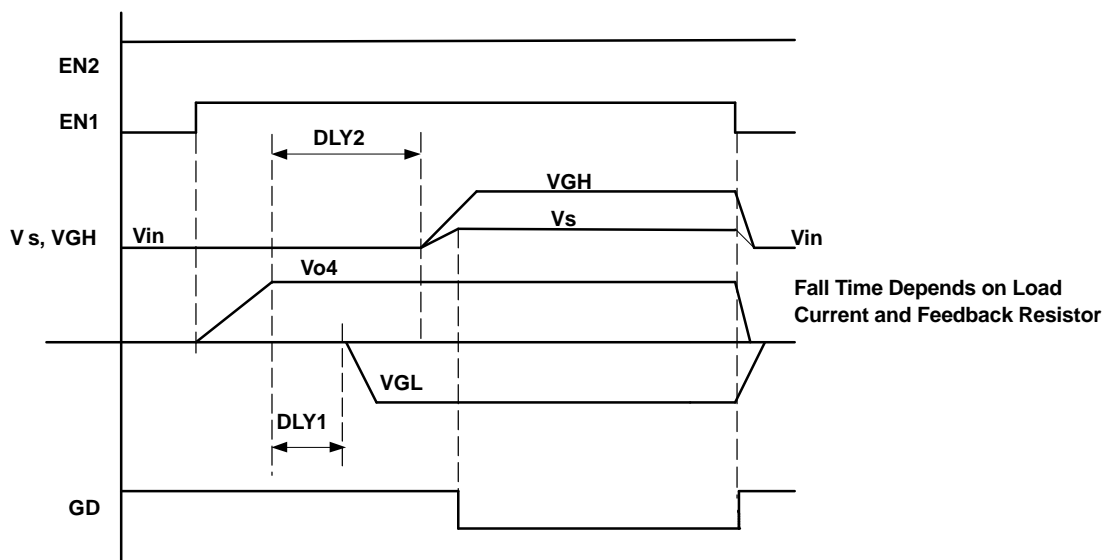 EN2
EN1
DLY2
VGH
Vs
Vs, VGH
Vin
Vin
Vo4
Fall Time Depends on Load
Current and Feedback Resistor
VGL
DLY1
GD